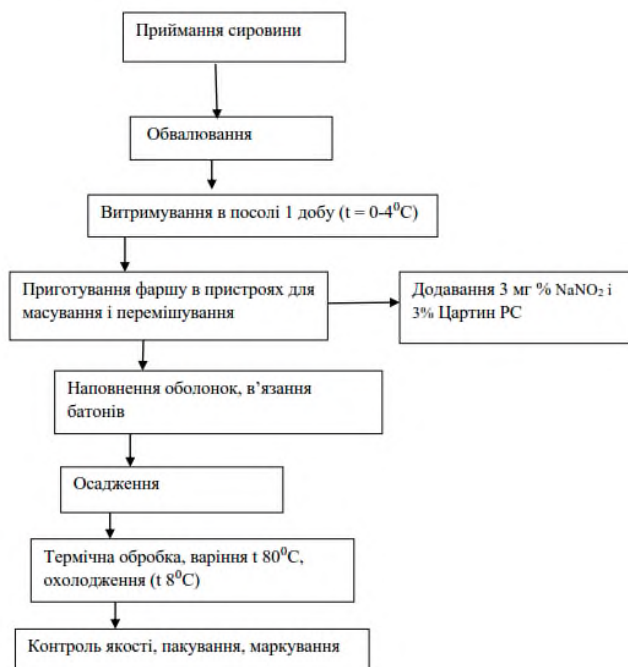 Приймання сировини
Обвалювання
Витримування в посолі 1 добу (t = 0-4⁰С)
Приготування фаршу в пристроях для
масування і перемішування
Додавання 3 мг % NaNO₂ і
3% Цартин РС
Наповнення оболонок, в’язання
батонів
Осадження
Термічна обробка, варіння t 80⁰С,
охолодження (t 8⁰С)
Контроль якості, пакування, маркування